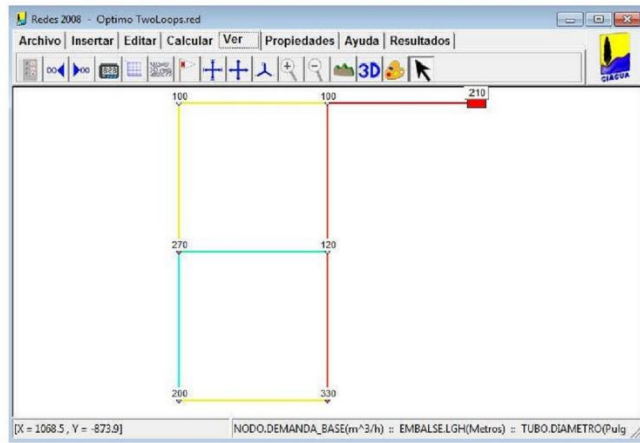 Redes 2008 - Optimo TwoLoops.red
Archivo Insertar Editar Calcular Ver Propiedades Ayuda Resultados
3D
CIACUA
100 100 210
270 120
200 330
[X = 1068.5 , Y = -873.9] NODO.DEMANDA_BASE(m^3/h) :: EMBALSE.LGH(Metros) :: TUBO.DIAMETRO(Pulg